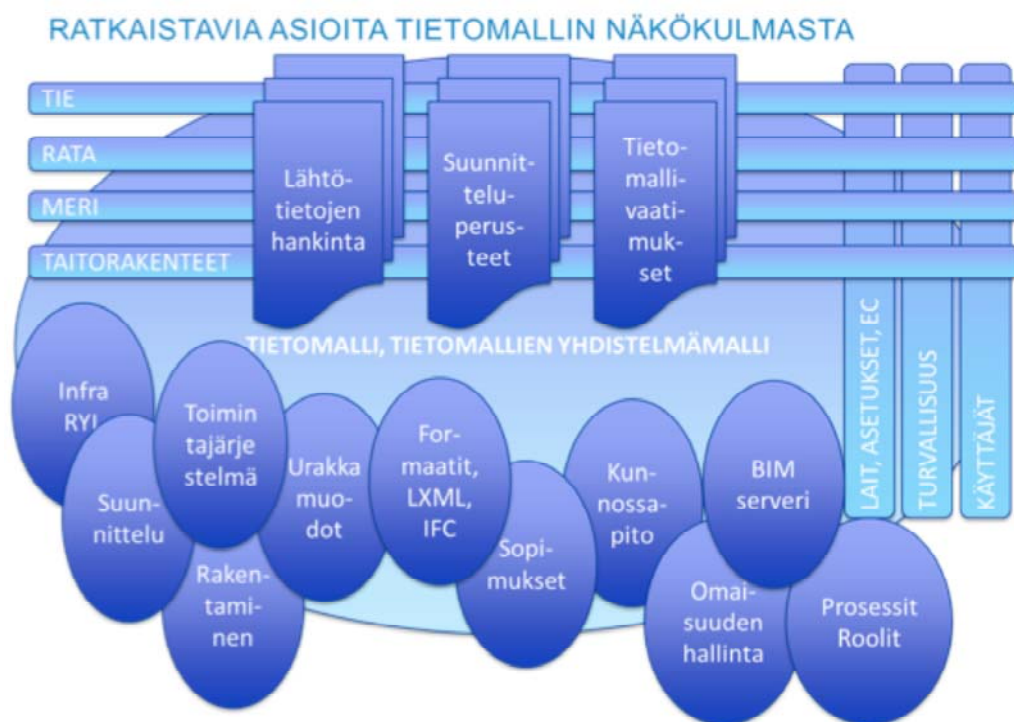 RATKAISTAVIA ASIOITA TIETOMALLIN NÄKÖKULMASTA
TIE
RATA
MERI
TAITORAKENTEET
Lähtö-
tietojen
hankinta
Suunnit-
telu-
perus-
teet
Tieto-
malli-
vaati-
muk-
set
LAIT, ASETUKSET, EC
TURVALLISUUS
KÄYTTÄJÄT
TIETOMALLI, TIETOMALLIEN YHDISTELMÄMALLI
Infra
RYL
Suun-
nittelu
Toimin
tajärje
stelmä
Raken-
tami-
nen
Urakka
muo-
dot
For-
maatit,
LXML,
IFC
Sopi-
mukset
Kun-
nossa-
pito
BIM
serveri
Omai-
suuden
hallinta
Prosessit
Roolit